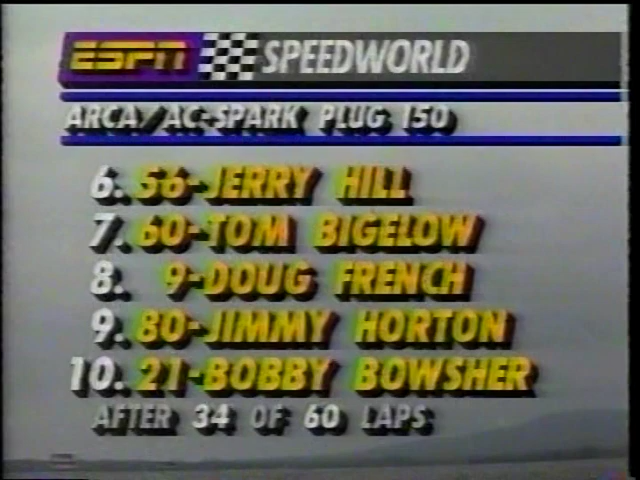 ESPN SPEEDWORLD
ARCA/AC-SPARK PLUG 150
6. 56-JERRY HILL
7. 60-TOM BIGELOW
8. 9-DOUG FRENCH
9. 80-JIMMY HORTON
10. 21-BOBBY BOWSHER
AFTER 34 OF 60 LAPS